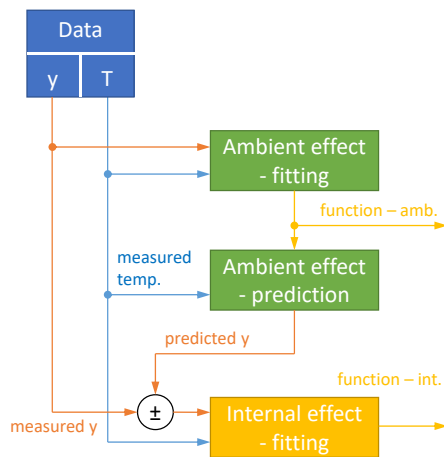 Data
y T
Ambient effect
- fitting
function – amb.
measured
temp.
Ambient effect
- prediction
predicted y
function – int.
±
Internal effect
- fitting
measured y